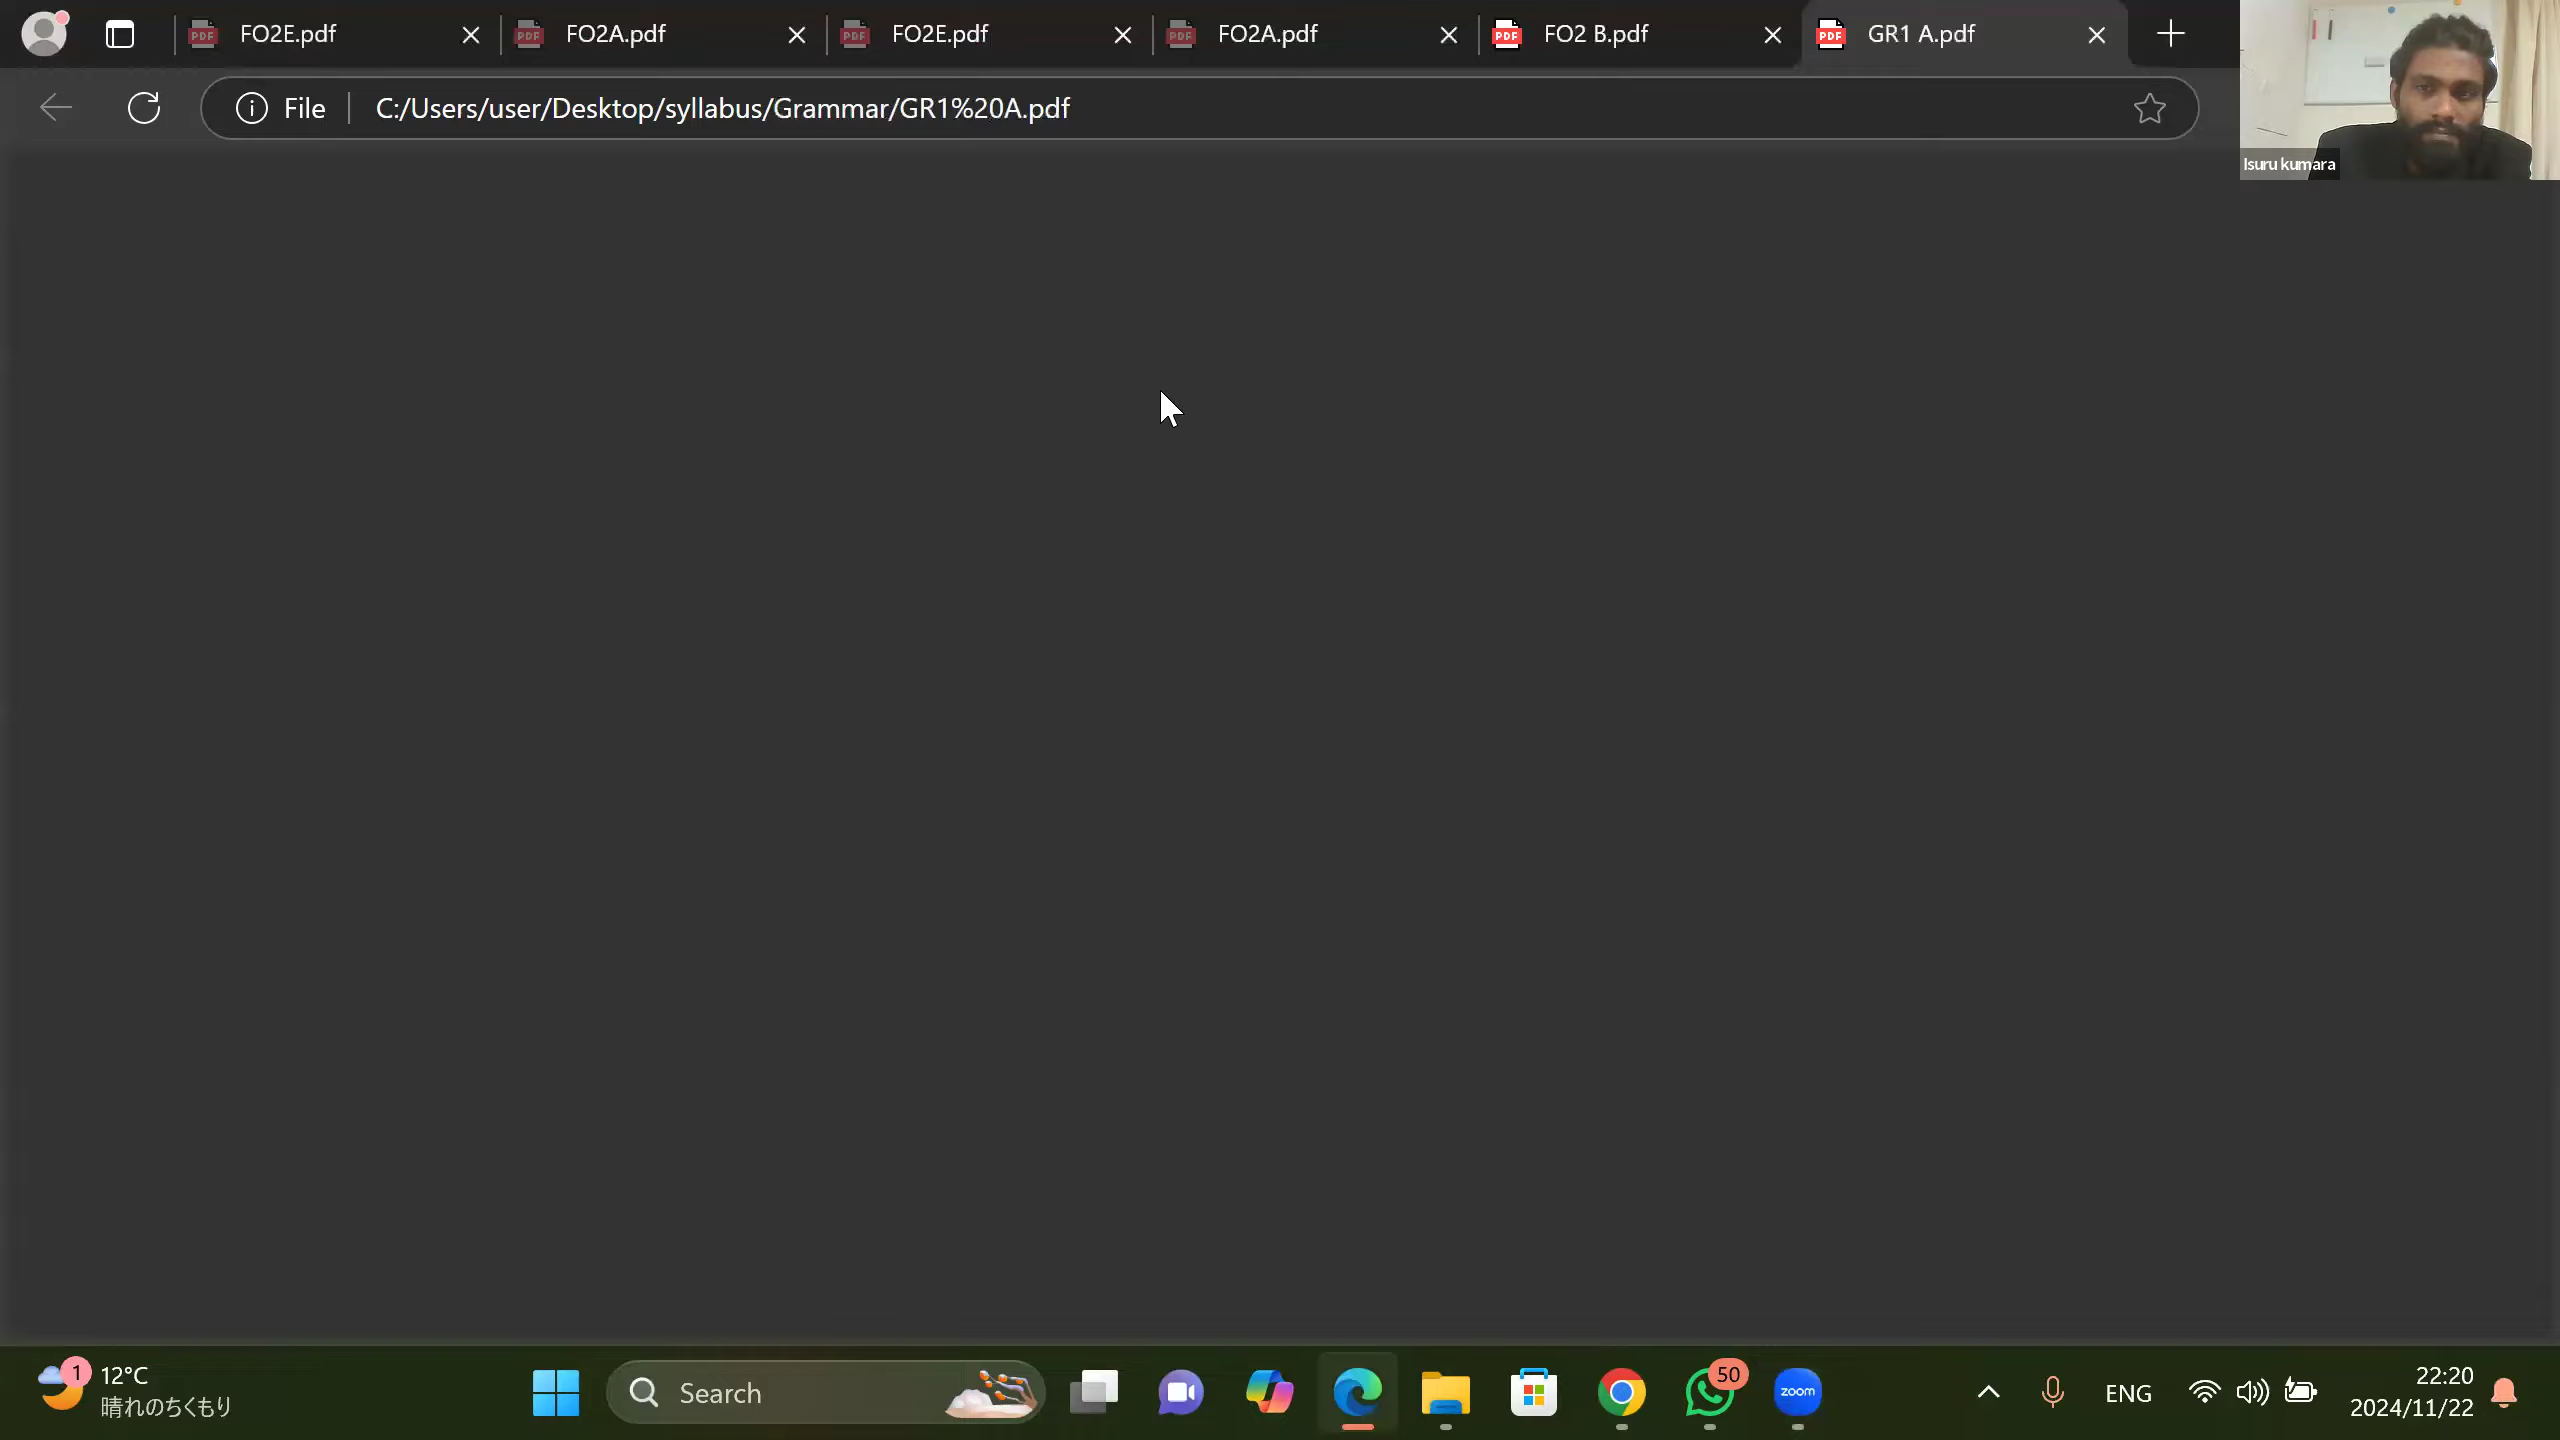 FO2E.pdf
FO2A.pdf
FO2E.pdf
FO2A.pdf
FO2 B.pdf
GR1 A.pdf
File
C:/Users/user/Desktop/syllabus/Grammar/GR1%20A.pdf
Isuru kumara
1
12°C
晴れのちくもり
Search
50
zoom
ENG
22:20
2024/11/22